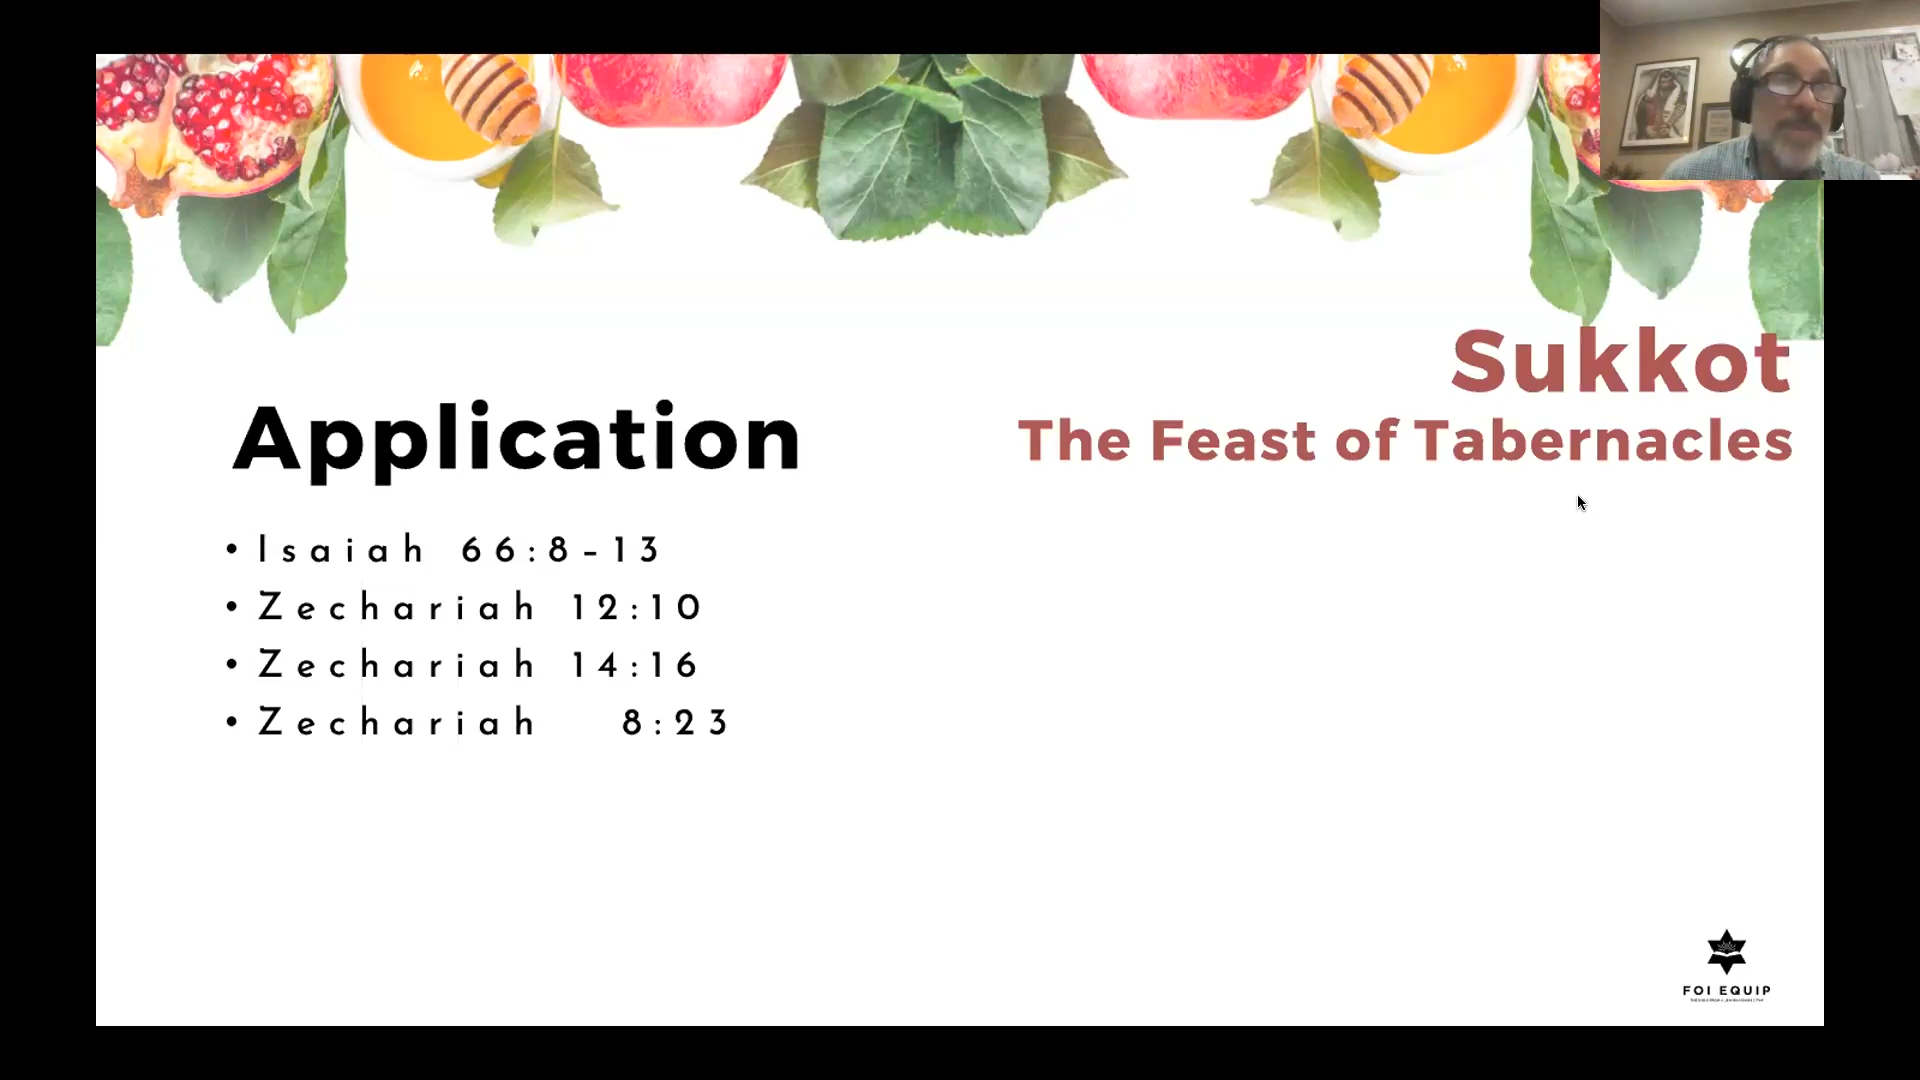 Sukkot
The Feast of Tabernacles
Application
• Isaiah 66:8–13
• Zechariah 12:10
• Zechariah 14:16
• Zechariah 8:23
FOI EQUIP